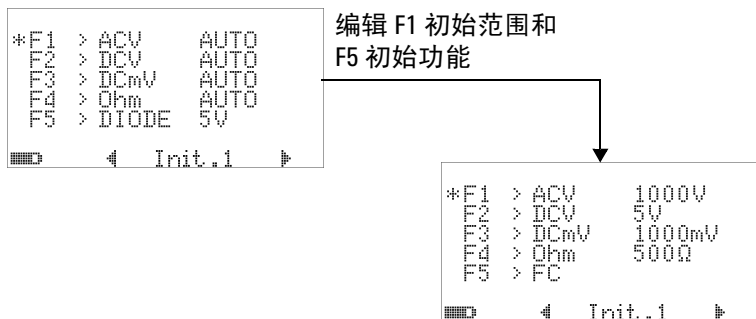 *F1 > ACV AUTO
F2 > DCV AUTO
F3 > DCmV AUTO
F4 > Ohm AUTO
F5 > DIODE 5V
Init.1
编辑 F1 初始范围和
F5 初始功能
*F1 > ACV 1000V
F2 > DCV 5V
F3 > DCmV 1000mV
F4 > Ohm 500Ω
F5 > FC
Init.1